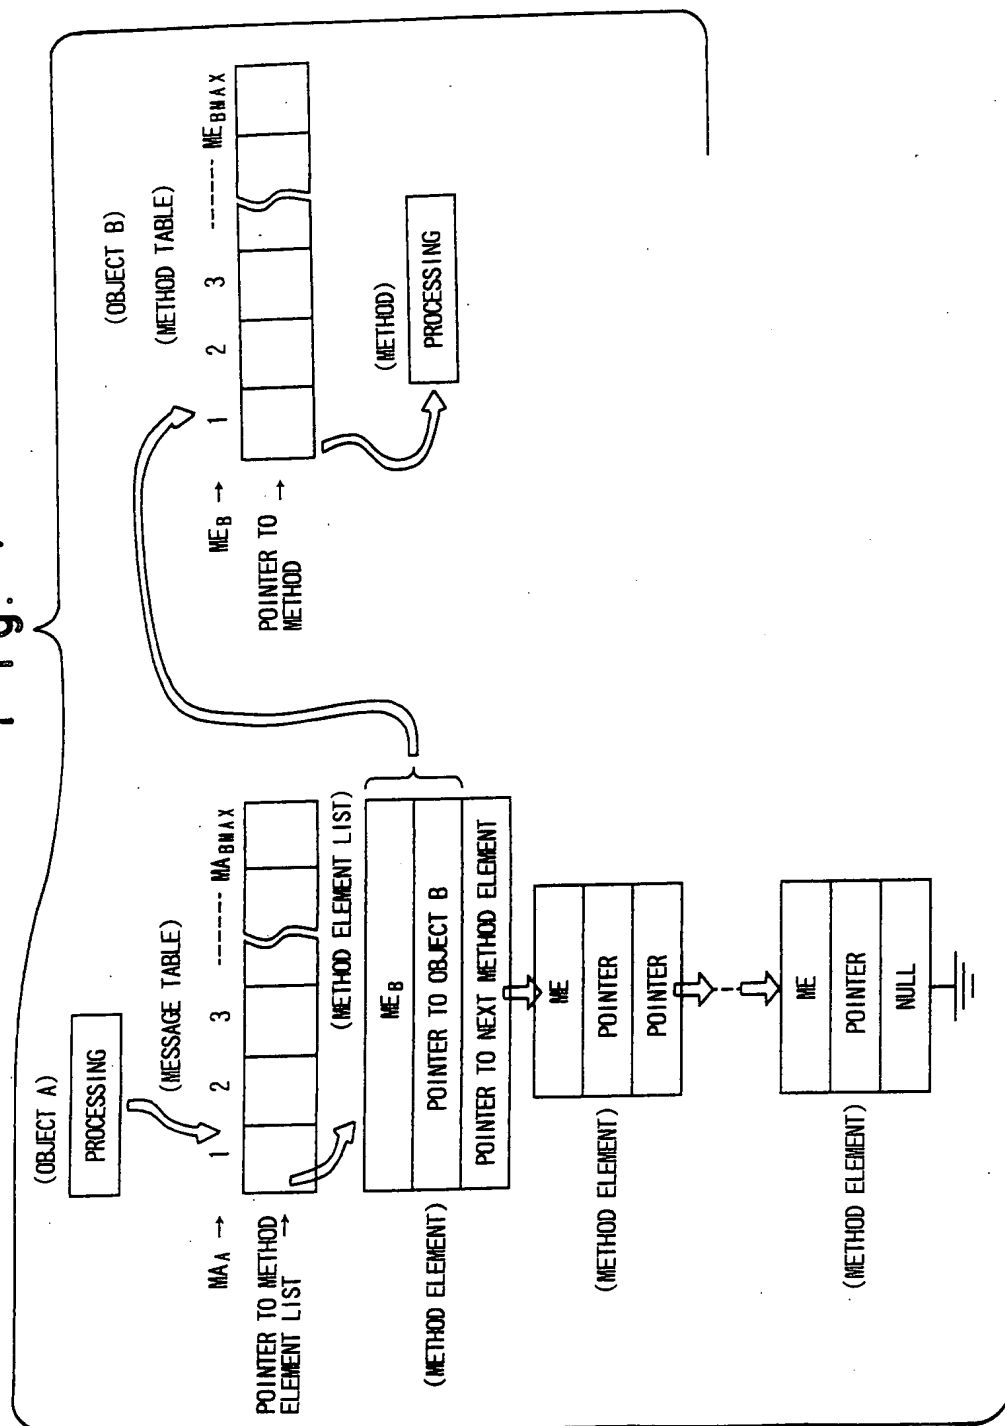 (OBJECT A)
PROCESSING
(MESSAGE TABLE)
MA_A → 1 2 3 ------ MA_BMAX
POINTER TO METHOD
ELEMENT LIST →
(METHOD ELEMENT LIST)
(METHOD ELEMENT)
ME_B
POINTER TO OBJECT B
POINTER TO NEXT METHOD ELEMENT
(METHOD ELEMENT)
ME
POINTER
POINTER
(METHOD ELEMENT)
ME
POINTER
NULL
(OBJECT B)
(METHOD TABLE)
ME_B → 1 2 3 ------ ME_BMAX
POINTER TO →
METHOD
(METHOD)
PROCESSING